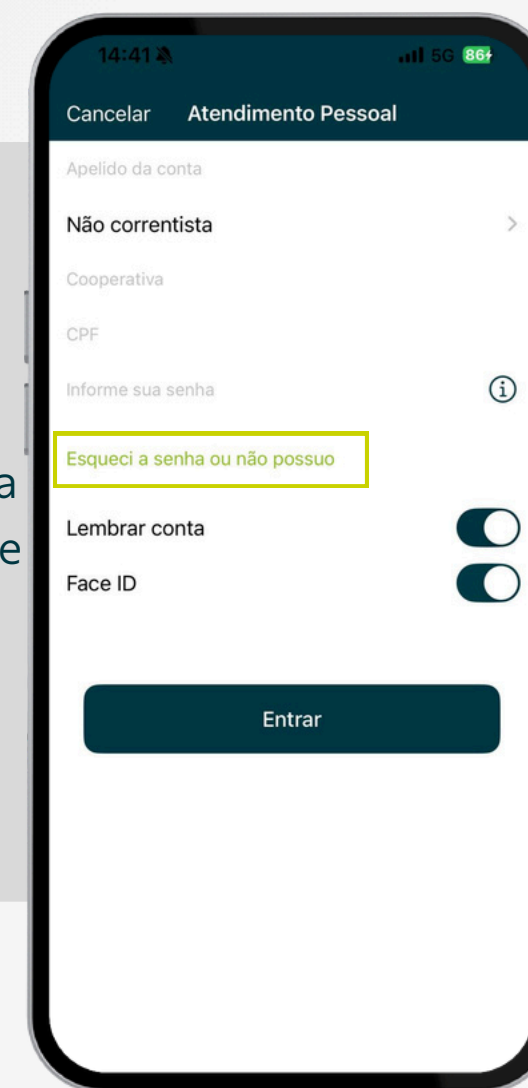 14:41
5G 86
Cancelar Atendimento Pessoal
Apelido da conta
Não correntista
Cooperativa
CPF
Informe sua senha
Esqueci a senha ou não possuo
a
e
Lembrar conta
Face ID
Entrar